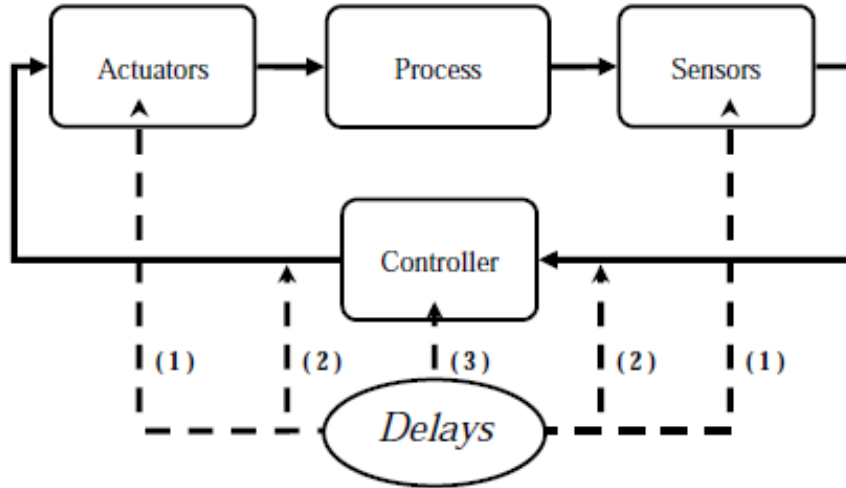 Actuators
Process
Sensors
Controller
(1)
(2)
(3)
(2)
(1)
Delays